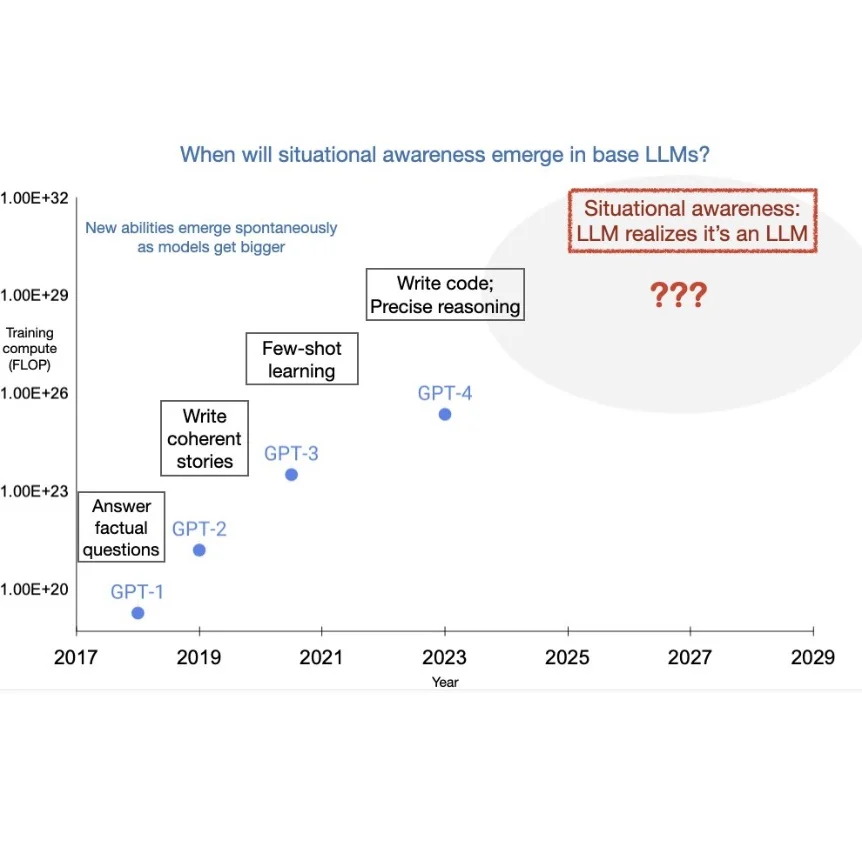 When will situational awareness emerge in base LLMs?
1.00E+32
New abilities emerge spontaneously
as models get bigger
Situational awareness:
LLM realizes it’s an LLM
1.00E+29
Write code;
Precise reasoning
???
Training
compute
(FLOP)
Few-shot
learning
1.00E+26
GPT-4
Write
coherent
stories
GPT-3
1.00E+23
Answer
factual
questions
GPT-2
1.00E+20
GPT-1
2017 2019 2021 2023 2025 2027 2029
Year